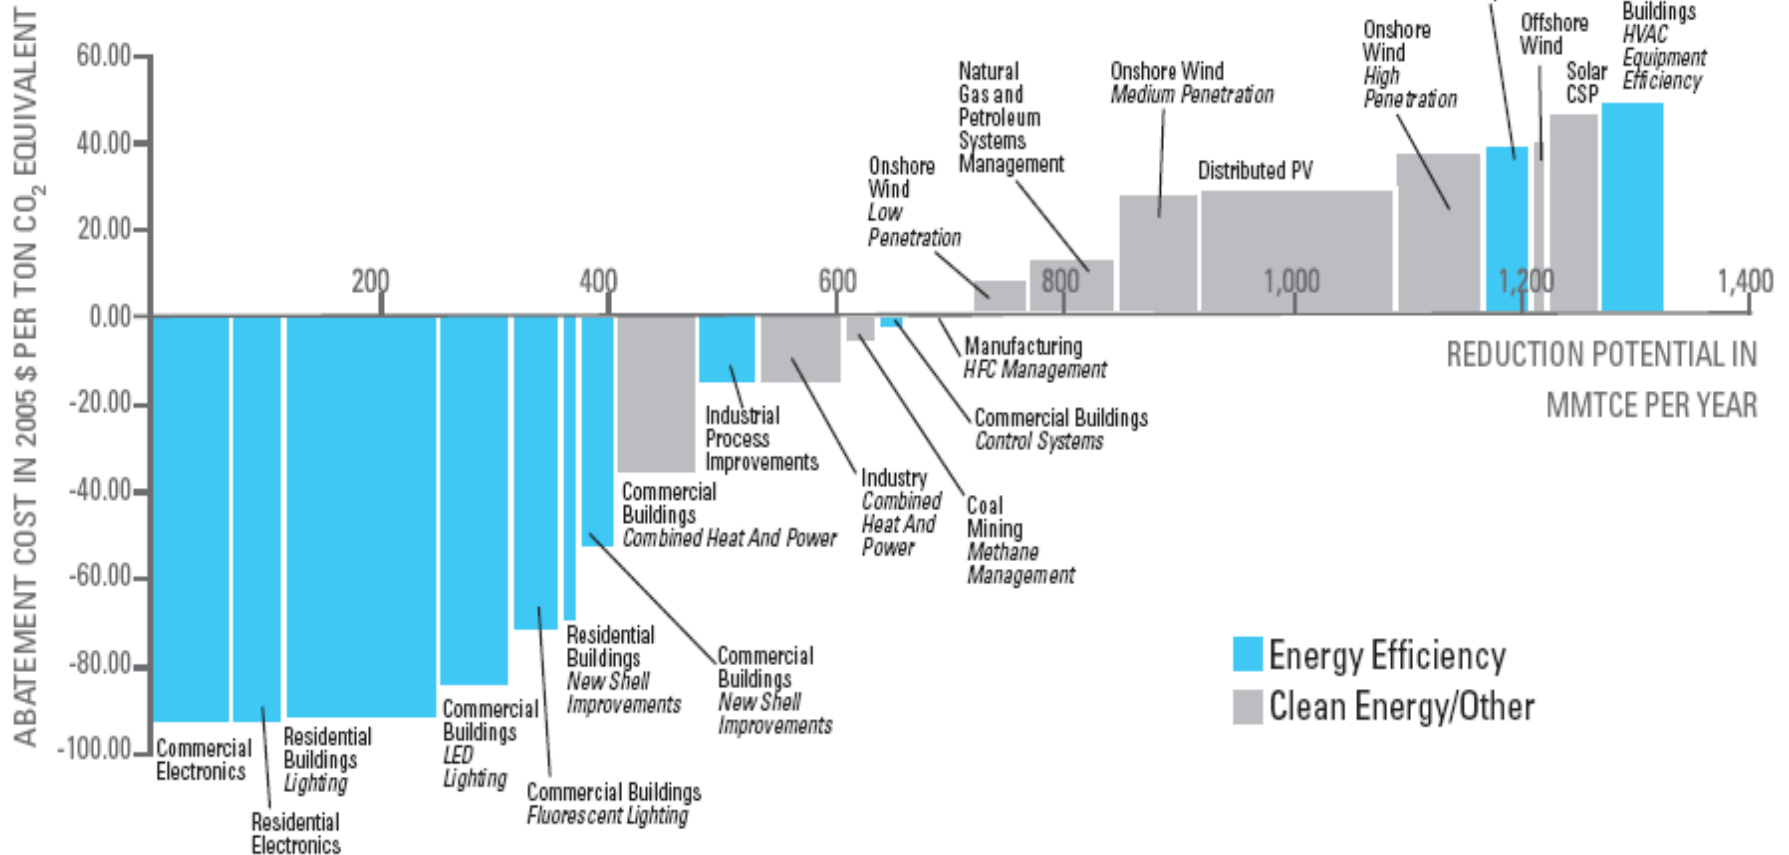 ABATEMENT COST IN 2005 $ PER TON CO2 EQUIVALENT
60.00
40.00
20.00
0.00
-20.00
-40.00
-60.00
-80.00
-100.00
200
400
600
800
1,000
1,200
1,400
REDUCTION POTENTIAL IN
MMTCE PER YEAR
Commercial
Electronics
Residential
Electronics
Residential
Buildings
Lighting
Commercial
Buildings
LED
Lighting
Commercial Buildings
Fluorescent Lighting
Residential
Buildings
New Shell
Improvements
Commercial
Buildings
New Shell
Improvements
Commercial
Buildings
Combined Heat And Power
Industrial
Process
Improvements
Industry
Combined
Heat And
Power
Coal
Mining
Methane
Management
Commercial Buildings
Control Systems
Manufacturing
HFC Management
Onshore
Wind
Low
Penetration
Natural
Gas and
Petroleum
Systems
Management
Onshore Wind
Medium Penetration
Distributed PV
Onshore
Wind
High
Penetration
Offshore
Wind
Solar
CSP
Buildings
HVAC
Equipment
Efficiency
Energy Efficiency
Clean Energy/Other